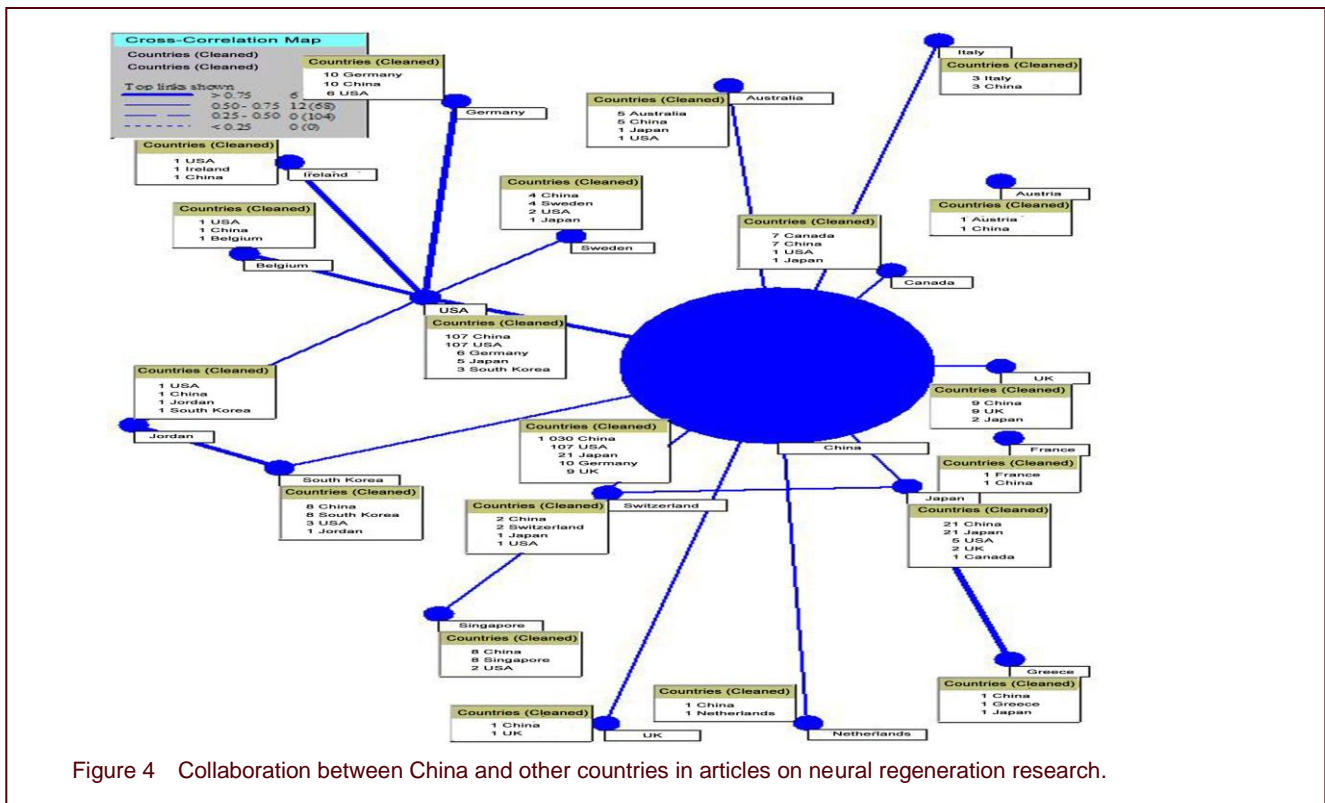 Cross-Correlation Map
Countries (Cleaned)
Countries (Cleaned)
Top links shown
> 0.75 6
0.50 - 0.75 12 (68)
0.25 - 0.50 0 (104)
< 0.25 0 (0)
Countries (Cleaned)
10 Germany
10 China
6 USA
Germany
Countries (Cleaned)
5 Australia
5 China
1 Japan
1 USA
Australia
Italy
Countries (Cleaned)
3 Italy
3 China
Countries (Cleaned)
1 USA
1 Ireland
1 China
Ireland
Countries (Cleaned)
4 China
4 Sweden
2 USA
1 Japan
Sweden
Austria
Countries (Cleaned)
1 Austria
1 China
Countries (Cleaned)
1 USA
1 China
1 Belgium
Belgium
Countries (Cleaned)
7 Canada
7 China
1 USA
1 Japan
Canada
USA
Countries (Cleaned)
107 China
107 USA
6 Germany
5 Japan
3 South Korea
Countries (Cleaned)
1 USA
1 China
1 Jordan
1 South Korea
Jordan
UK
Countries (Cleaned)
9 China
9 UK
2 Japan
Countries (Cleaned)
1 030 China
107 USA
21 Japan
10 Germany
9 UK
China
France
Countries (Cleaned)
1 France
1 China
South Korea
Countries (Cleaned)
8 China
8 South Korea
3 USA
1 Jordan
Switzerland
Countries (Cleaned)
2 China
2 Switzerland
1 Japan
1 USA
Japan
Countries (Cleaned)
21 China
21 Japan
5 USA
2 UK
1 Canada
Singapore
Countries (Cleaned)
8 China
8 Singapore
2 USA
Greece
Countries (Cleaned)
1 China
1 Greece
1 Japan
Countries (Cleaned)
1 China
1 UK
UK
Countries (Cleaned)
1 China
1 Netherlands
Netherlands
Figure 4 Collaboration between China and other countries in articles on neural regeneration research.